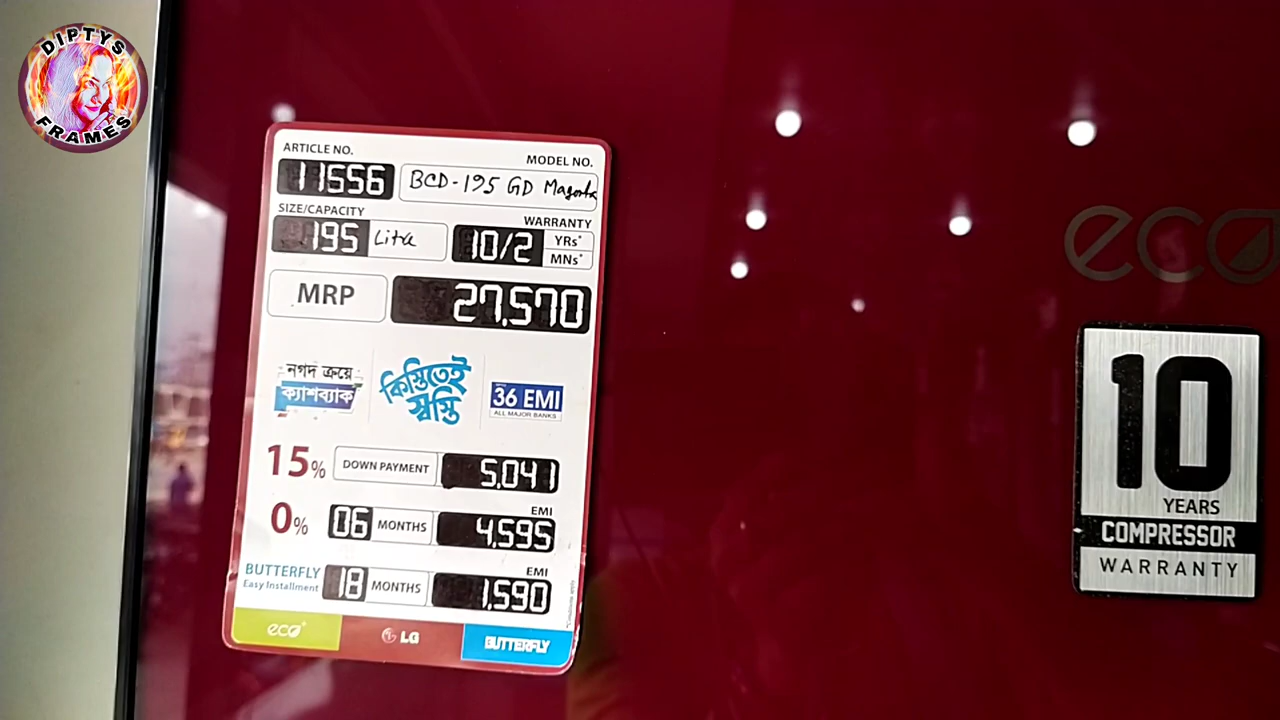 DIPTYS
FRAMES
ARTICLE NO.
MODEL NO.
11556
BCD-195 GD Magenta
SIZE/CAPACITY
WARRANTY
195 Litre
10/2
YRs*
MNs*
MRP
27,570
নগদ ক্রয়ে
ক্যাশব্যাক
কিস্তিতেই
স্বস্তি
36 EMI
ALL MAJOR BANKS
15%
DOWN PAYMENT
5,041
0%
06
MONTHS
EMI
4,595
BUTTERFLY
Easy Installment
18
MONTHS
EMI
1,590
eco+
LG
BUTTERFLY
eco
10
YEARS
COMPRESSOR
WARRANTY